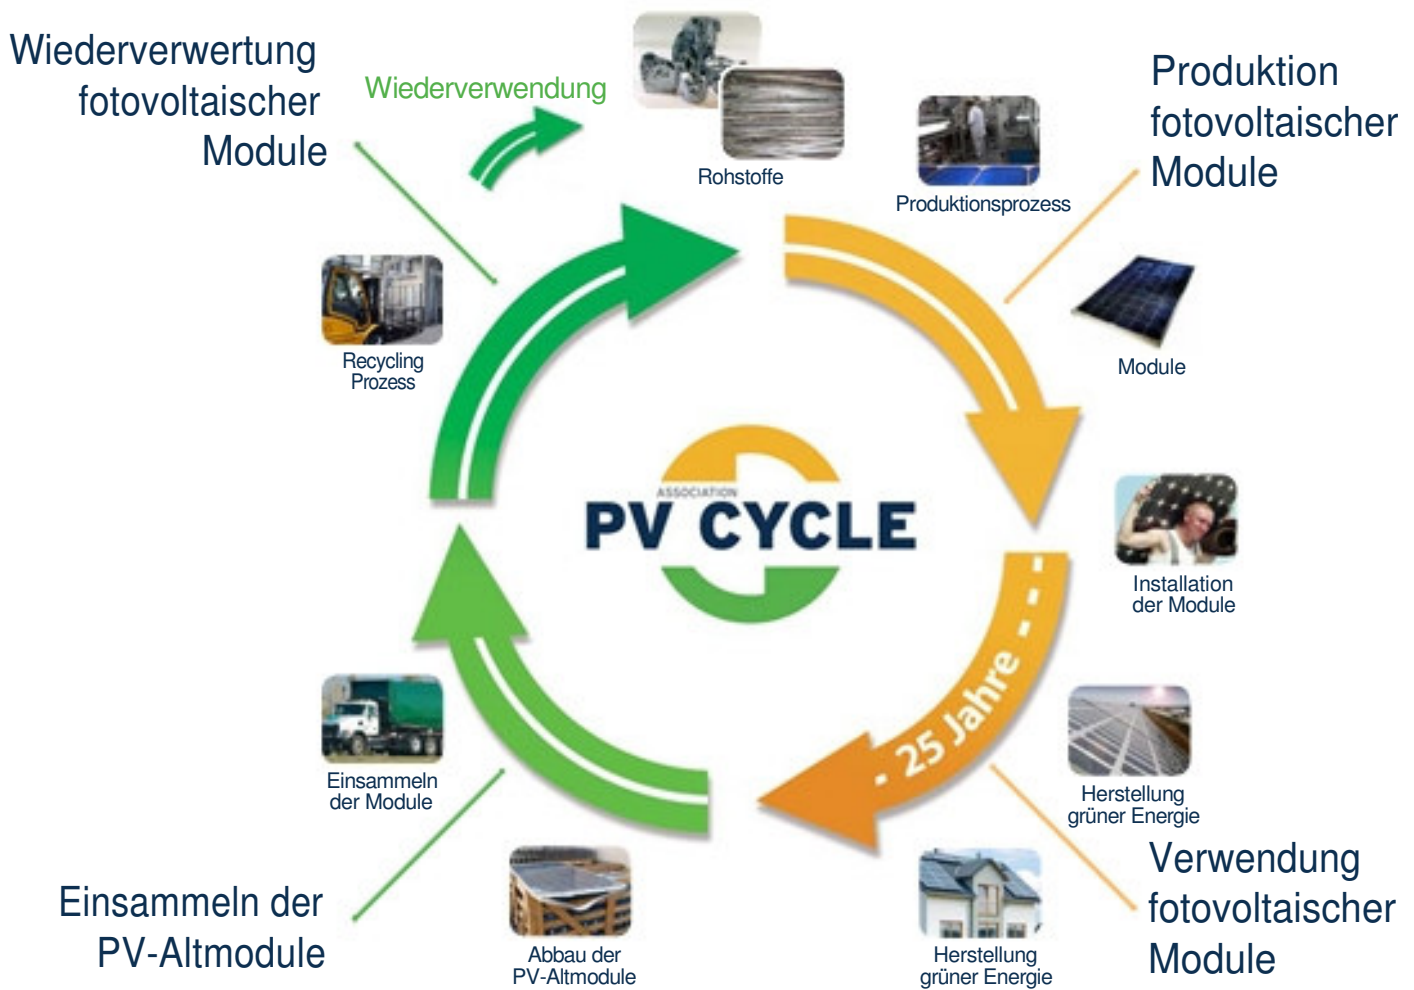 Wiederverwertung
fotovoltaischer
Module
Wiederverwendung
Rohstoffe
Produktionsprozess
Produktion
fotovoltaischer
Module
Module
Recycling
Prozess
ASSOCIATION
PV CYCLE
Installation
der Module
- 25 Jahre - - -
Herstellung
grüner Energie
Verwendung
fotovoltaischer
Module
Herstellung
grüner Energie
Abbau der
PV-Altmodule
Einsammeln
der Module
Einsammeln der
PV-Altmodule